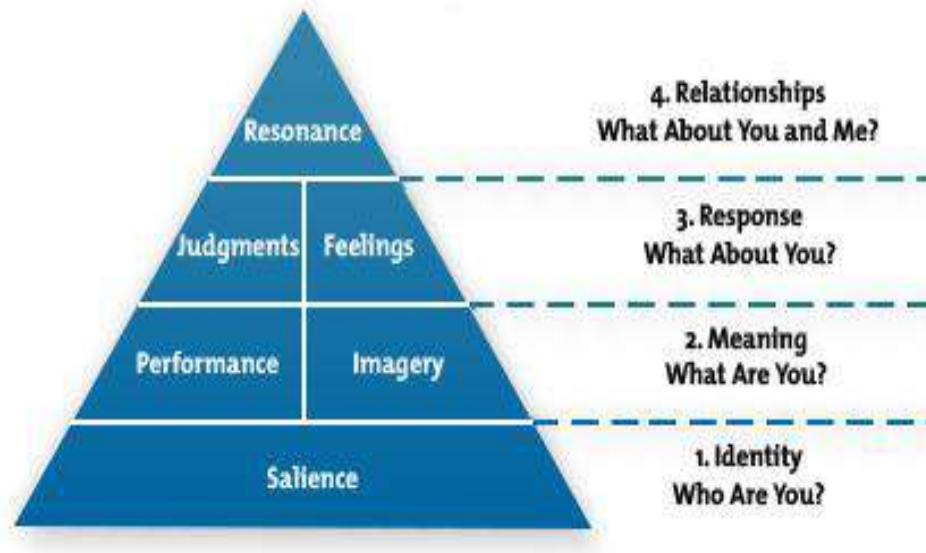 Resonance
4. Relationships
What About You and Me?
Judgments Feelings
3. Response
What About You?
Performance Imagery
2. Meaning
What Are You?
Salience
1. Identity
Who Are You?